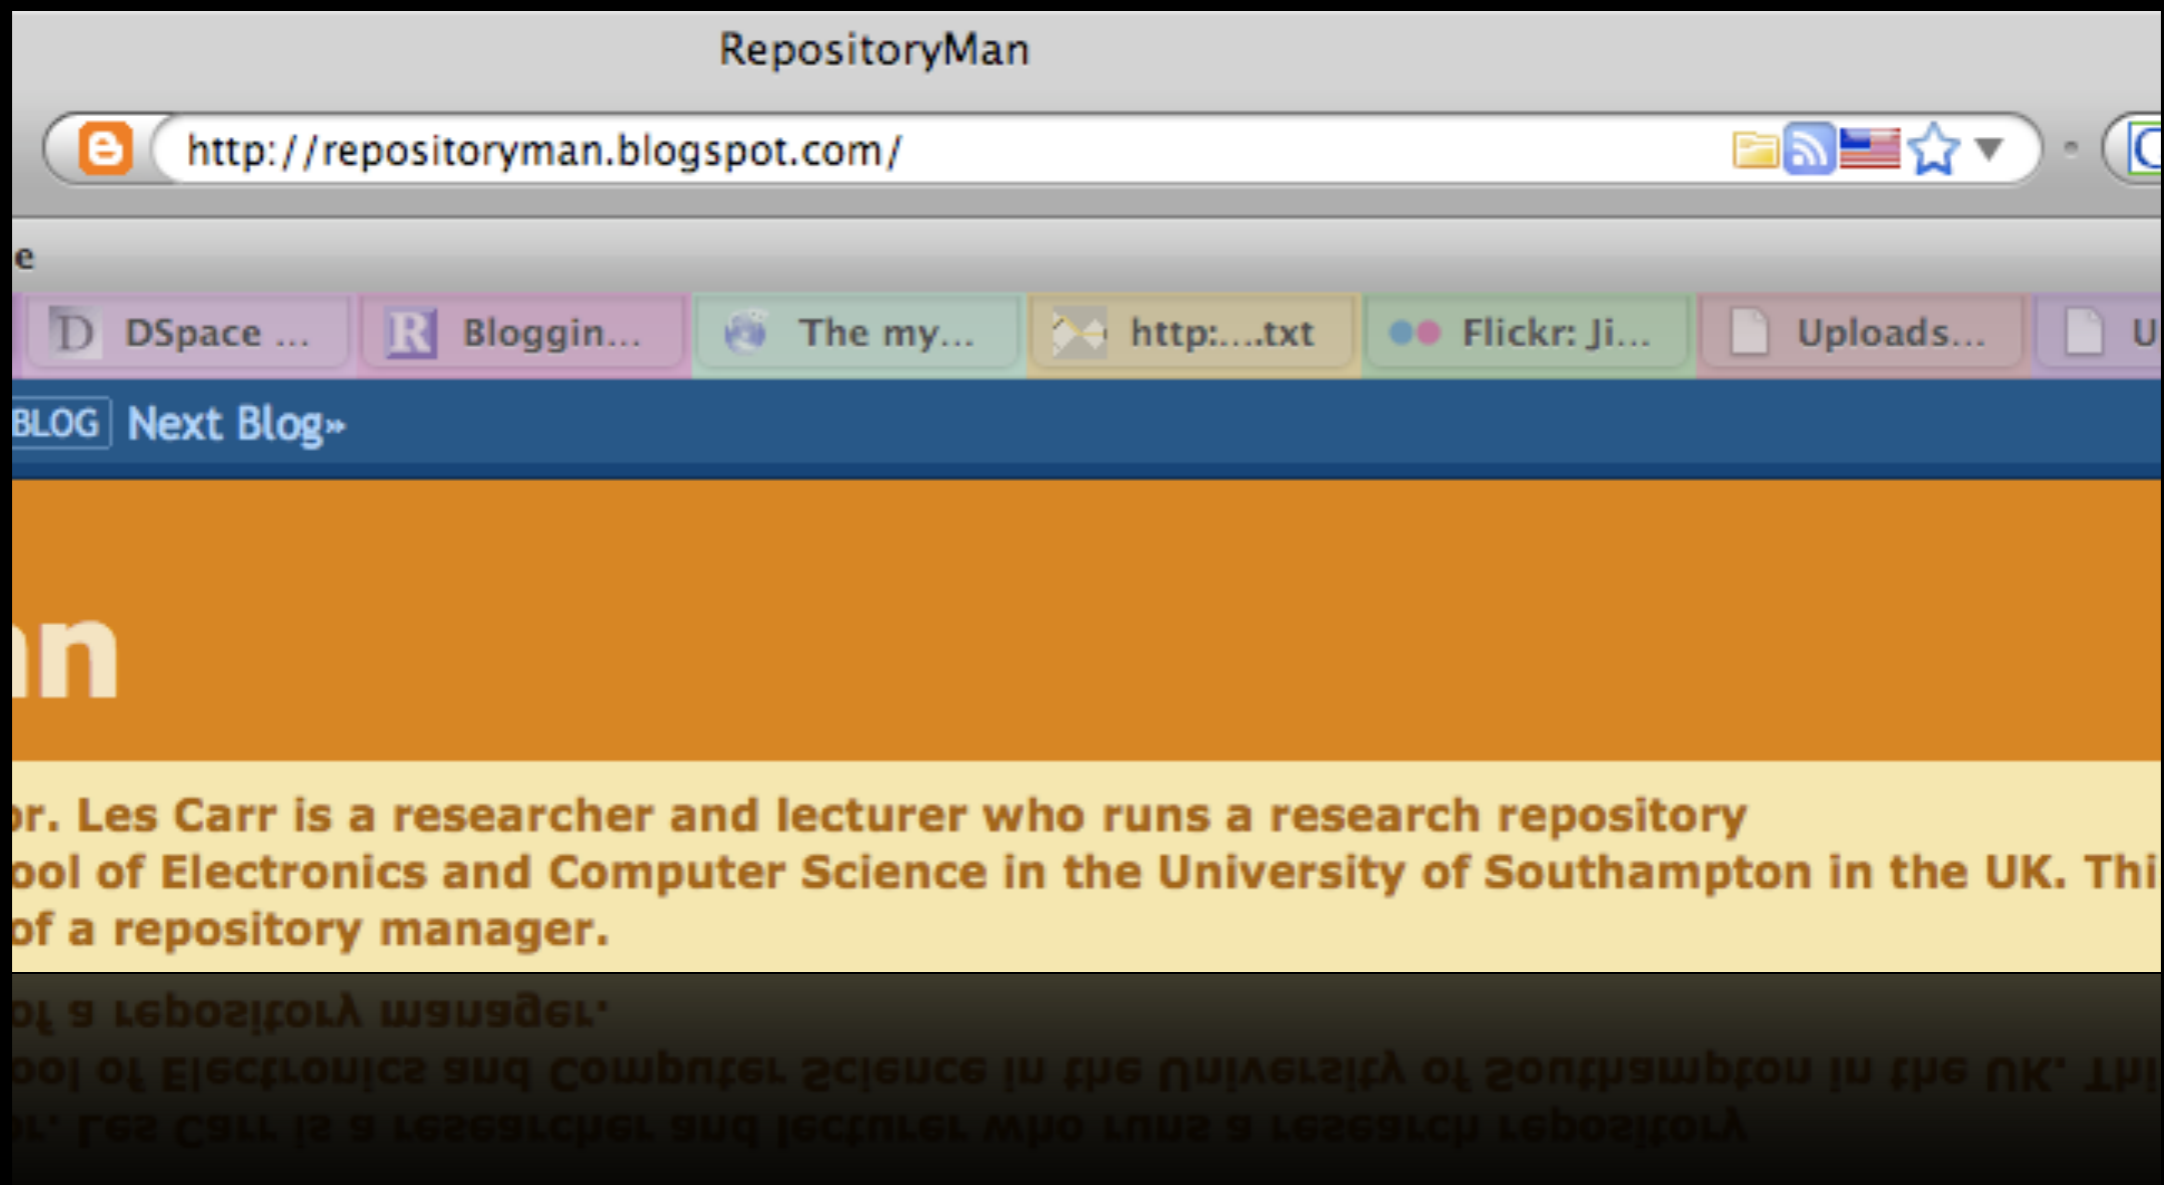 RepositoryMan
http://repositoryman.blogspot.com/
e
DSpace ... Bloggin... The my... http:....txt Flickr: Ji... Uploads... U
BLOG Next Blog»
an
or. Les Carr is a researcher and lecturer who runs a research repository
ool of Electronics and Computer Science in the University of Southampton in the UK. Thi
of a repository manager.